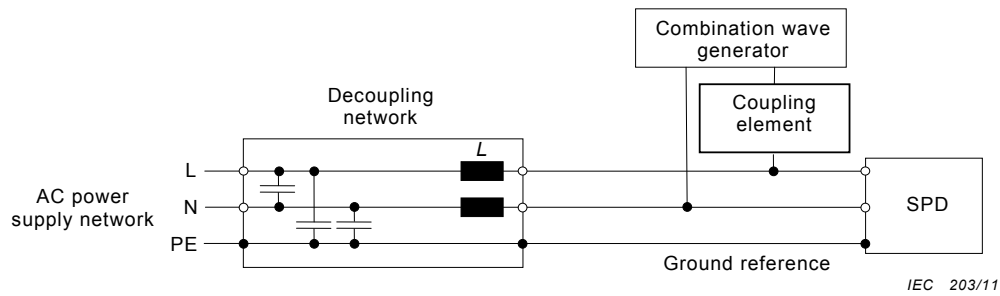 Combination wave
generator
Decoupling
network
Coupling
element
L
L
AC power
supply network
N
SPD
PE
Ground reference
IEC 203/11